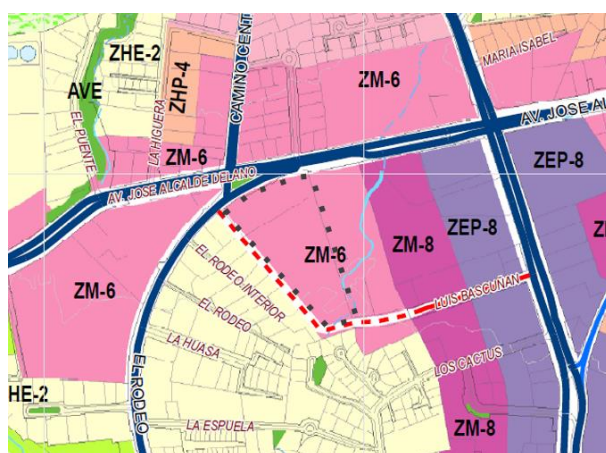 ZHE-2
AVE
EL PUENTE
LA HIGUERA
ZHP-4
CAMINO CENT
ZM-6
MARIA ISABEL
AV. JOSE A
ZM-6
AV. JOSE ALCALDE DELANO
ZEP-8
ZEP-8
ZM-6
ZM-8
ZM-6
EL RODEO INTERIOR
LUIS BASCUÑAN
EL RODEO
LA HUASA
LOS CACTUS
EL RODEO
HE-2
LA ESPUELA
ZM-8